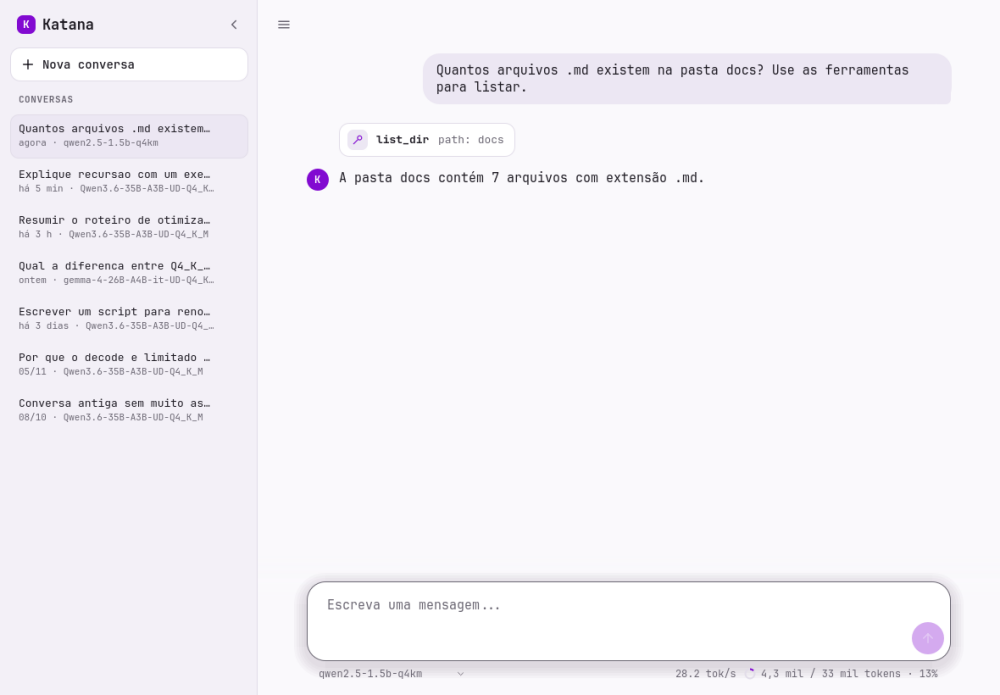 K Katana
Nova conversa
CONVERSAS
Quantos arquivos .md existem…
agora · qwen2.5-1.5b-q4km
Explique recursao com um exe…
há 5 min · Qwen3.6-35B-A3B-UD-Q4_K…
Resumir o roteiro de otimiza…
há 3 h · Qwen3.6-35B-A3B-UD-Q4_K_M
Qual a diferenca entre Q4_K_…
ontem · gemma-4-26B-A4B-it-UD-Q4_K…
Escrever um script para reno…
há 3 dias · Qwen3.6-35B-A3B-UD-Q4_…
Por que o decode e limitado …
05/11 · Qwen3.6-35B-A3B-UD-Q4_K_M
Conversa antiga sem muito as…
08/10 · Qwen3.6-35B-A3B-UD-Q4_K_M
Quantos arquivos .md existem na pasta docs? Use as ferramentas
para listar.
list_dir path: docs
K A pasta docs contém 7 arquivos com extensão .md.
Escreva uma mensagem...
qwen2.5-1.5b-q4km
28.2 tok/s 4,3 mil / 33 mil tokens · 13%